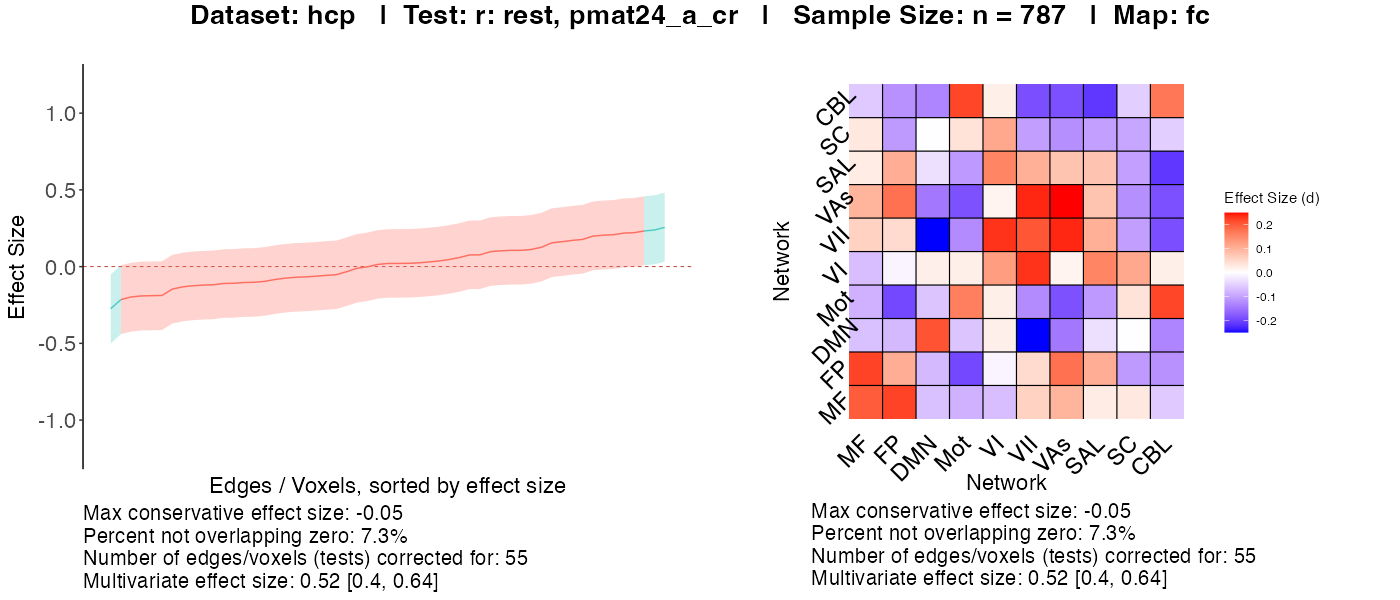 Dataset: hcp | Test: r: rest, pmat24_a_cr | Sample Size: n = 787 | Map: fc
Effect Size
1.0
0.5
0.0
-0.5
-1.0
Edges / Voxels, sorted by effect size
Max conservative effect size: -0.05
Percent not overlapping zero: 7.3%
Number of edges/voxels (tests) corrected for: 55
Multivariate effect size: 0.52 [0.4, 0.64]
Network
CBL
SC
SAL
VAs
VII
VI
Mot
DMN
FP
MF
MF FP DMN Mot VI VII VAs SAL SC CBL
Network
Effect Size (d)
0.2
0.1
0.0
-0.1
-0.2
Max conservative effect size: -0.05
Percent not overlapping zero: 7.3%
Number of edges/voxels (tests) corrected for: 55
Multivariate effect size: 0.52 [0.4, 0.64]